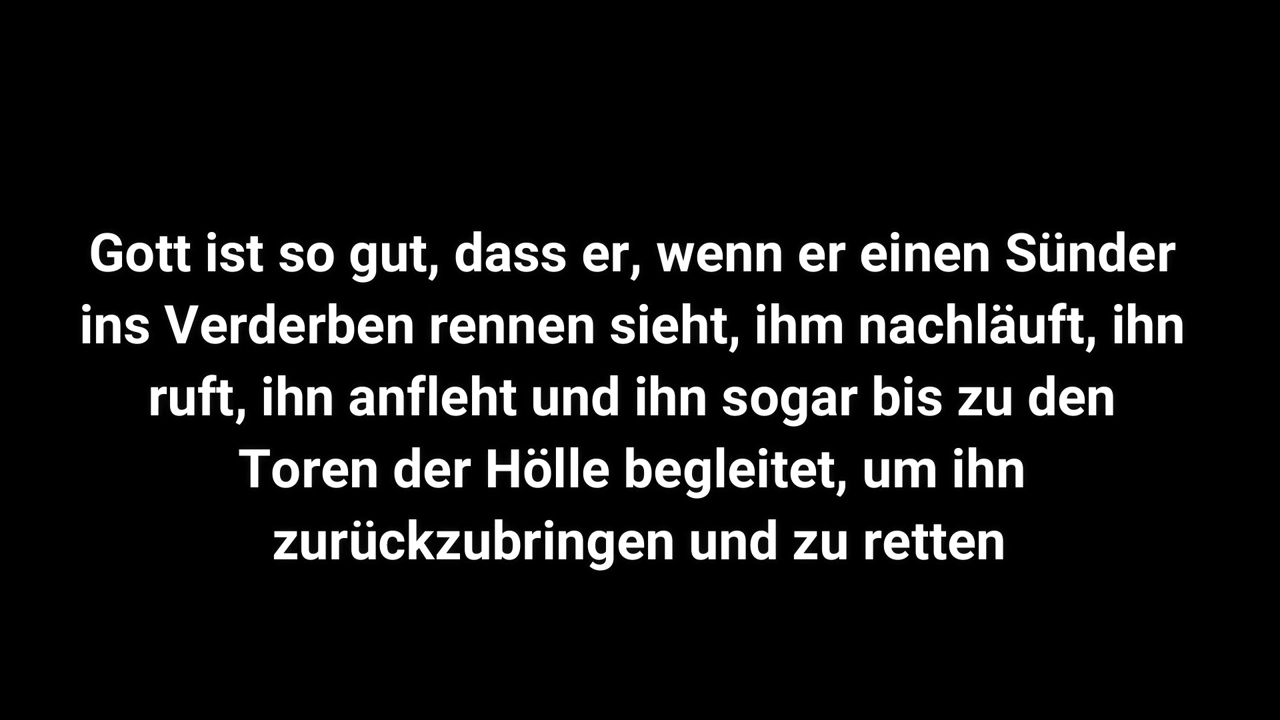 Gott ist so gut, dass er, wenn er einen Sünder
ins Verderben rennen sieht, ihm nachläuft, ihn
ruft, ihn anfleht und ihn sogar bis zu den
Toren der Hölle begleitet, um ihn
zurückzubringen und zu retten